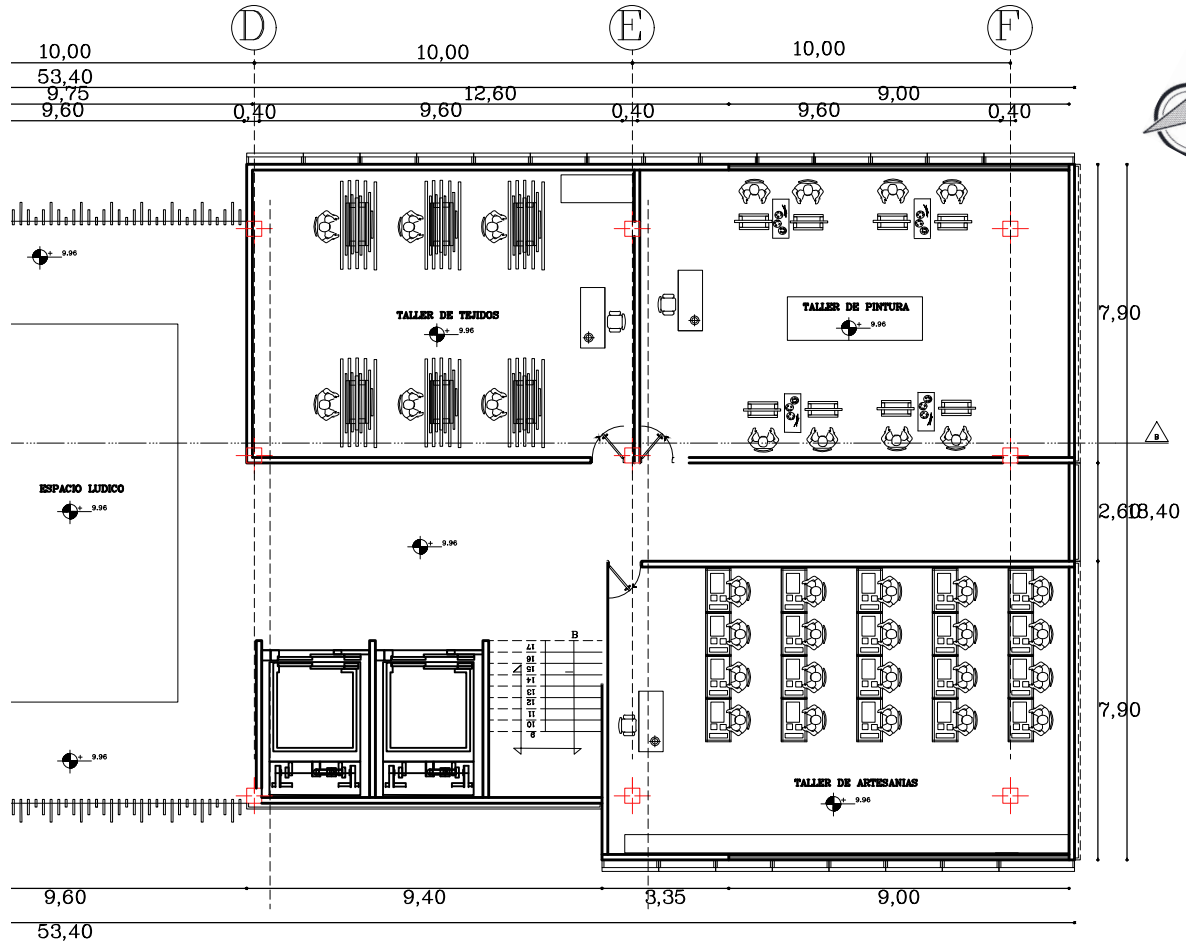 D E F
10,00 10,00 10,00
53,40
9,75 12,60 9,00
9,60 0,40 9,60 0,40 9,60 0,40
+ 9.96
TALLER DE TEJIDOS
+ 9.96
TALLER DE PINTURA
+ 9.96
7,90
B
ESPACIO LUDICO
+ 9.96
+ 9.96
2,60 18,40
B
17
16
15
14
13
12
11
10
9
7,90
+ 9.96
TALLER DE ARTESANIAS
+ 9.96
9,60 9,40 3,35 9,00
53,40